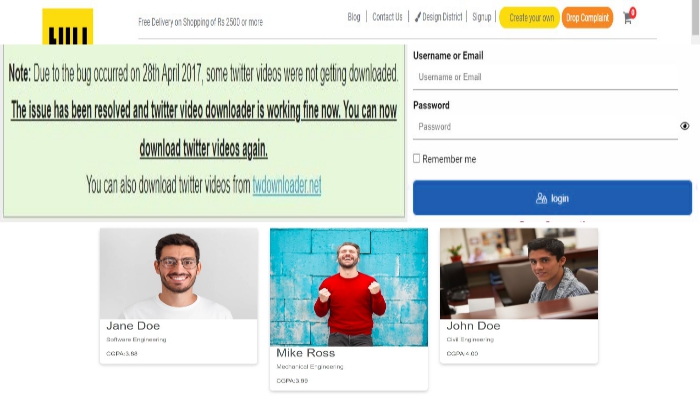 Free Delivery on Shopping of Rs 2500 or more
Blog | Contact Us | Design District | Signup | Create your own Drop Complaint 0
Note: Due to the bug occurred on 28th April 2017, some twitter videos were not getting downloaded.
The issue has been resolved and twitter video downloader is working fine now. You can now
download twitter videos again.
You can also download twitter videos from twdownloader.net
Username or Email
Username or Email
Password
Password
Remember me
login
Jane Doe
Software Engineering
CGPA:3.98
Mike Ross
Mechanical Engineering
CGPA:3.99
John Doe
Civil Engineering
CGPA:4.00